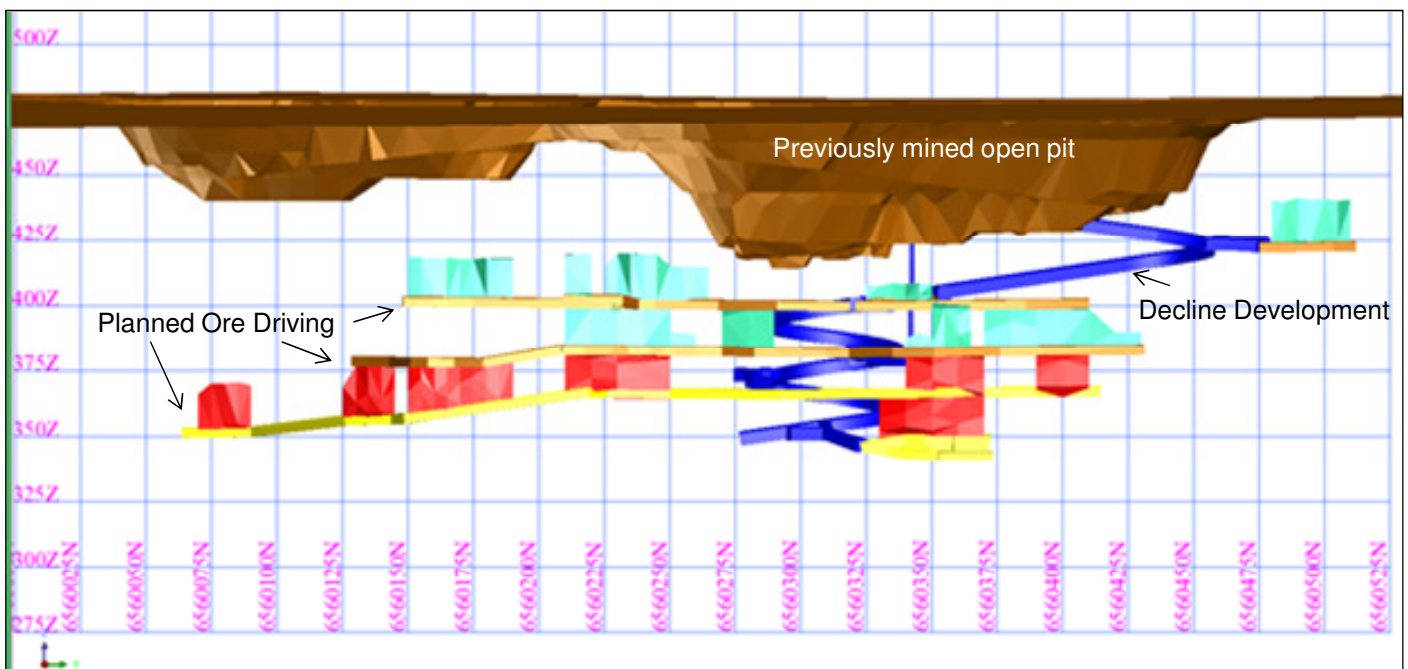 500Z
Previously mined open pit
450Z
425Z
400Z
Decline Development
Planned Ore Driving
375Z
350Z
325Z
300Z
275Z
6560025N
6560050N
6560075N
6560100N
6560125N
6560150N
6560175N
6560200N
6560225N
6560250N
6560275N
6560300N
6560325N
6560350N
6560375N
6560400N
6560425N
6560450N
6560475N
6560500N
6560525N